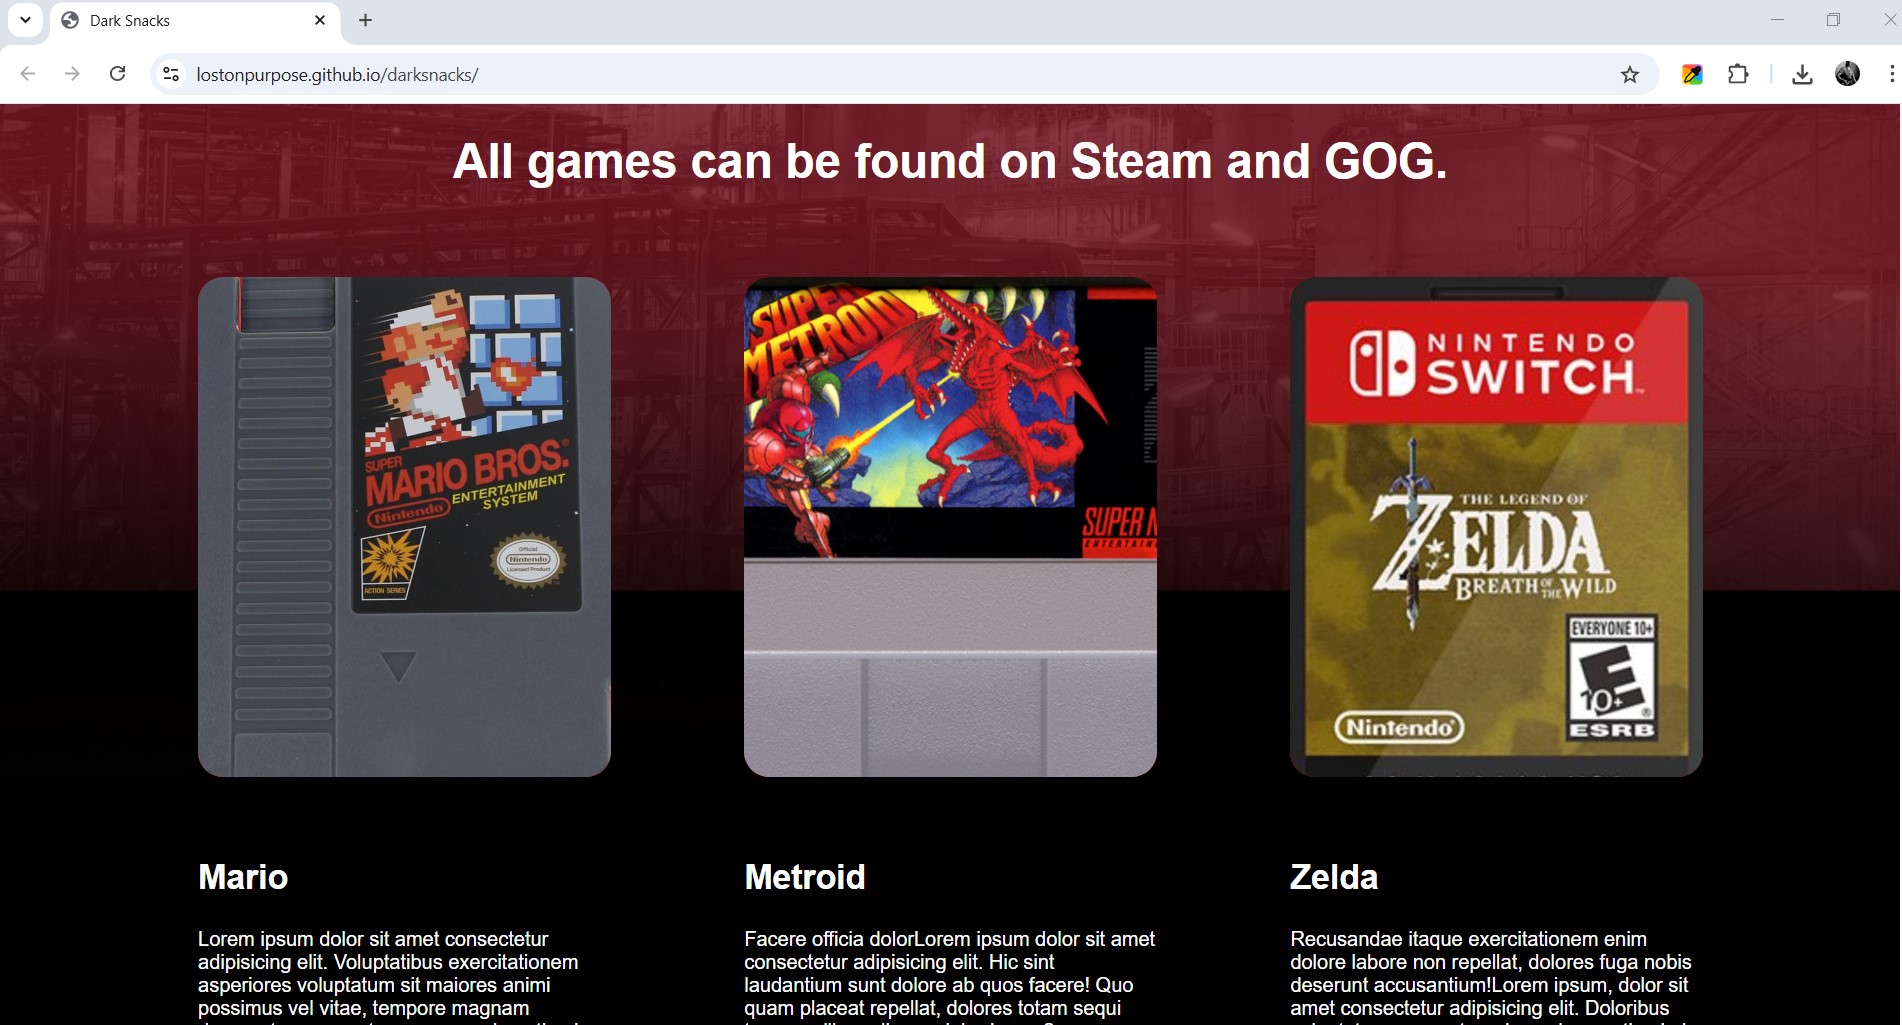 Dark Snacks
lostonpurpose.github.io/darksnacks/
All games can be found on Steam and GOG.
SUPER
MARIO BROS.®
ENTERTAINMENT
SYSTEM
Nintendo
Official
Nintendo
Licensed Product
ACTION SERIES
SUPER
METROID
SUPER N
ENTERTAIN
NINTENDO
SWITCH
THE LEGEND OF
ZELDA
BREATH OF THE WILD
EVERYONE 10+
E
10+
®
ESRB
Nintendo®
Mario
Lorem ipsum dolor sit amet consectetur
adipisicing elit. Voluptatibus exercitationem
asperiores voluptatum sit maiores animi
possimus vel vitae, tempore magnam
Metroid
Facere officia dolorLorem ipsum dolor sit amet
consectetur adipisicing elit. Hic sint
laudantium sunt dolore ab quos facere! Quo
quam placeat repellat, dolores totam sequi
Zelda
Recusandae itaque exercitationem enim
dolore labore non repellat, dolores fuga nobis
deserunt accusantium!Lorem ipsum, dolor sit
amet consectetur adipisicing elit. Doloribus